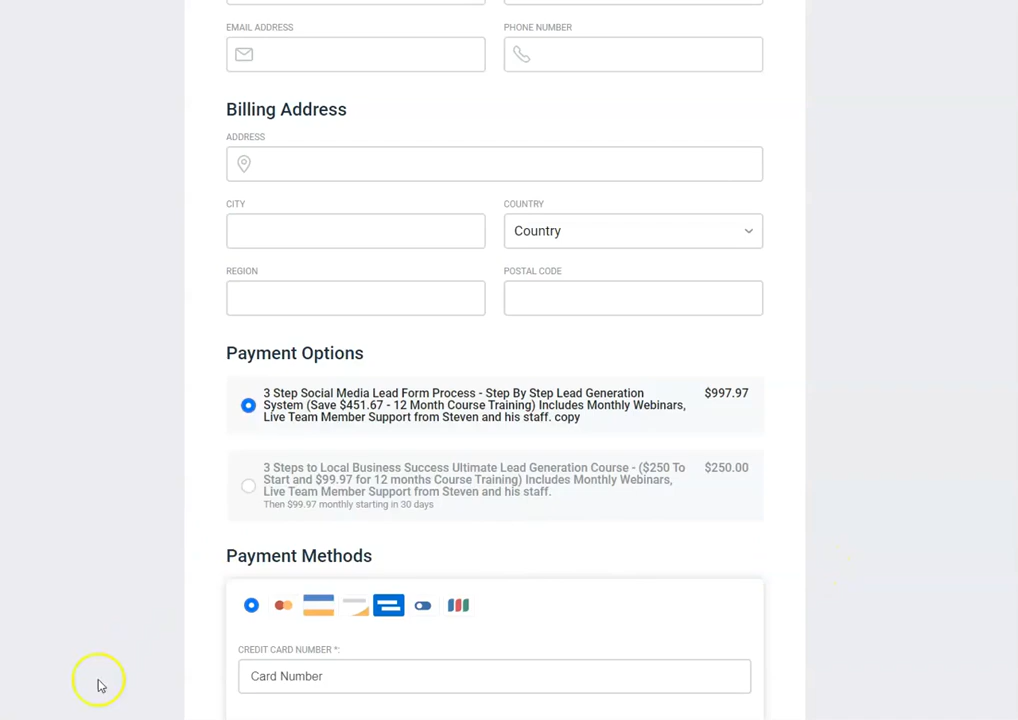 EMAIL ADDRESS
PHONE NUMBER
Billing Address
ADDRESS
CITY
COUNTRY
Country
REGION
POSTAL CODE
Payment Options
3 Step Social Media Lead Form Process - Step By Step Lead Generation
$997.97
System (Save $451.67 - 12 Month Course Training) Includes Monthly Webinars,
Live Team Member Support from Steven and his staff. copy
3 Steps to Local Business Success Ultimate Lead Generation Course - ($250 To
$250.00
Start and $99.97 for 12 months Course Training) Includes Monthly Webinars,
Live Team Member Support from Steven and his staff.
Then $99.97 monthly starting in 30 days
Payment Methods
CREDIT CARD NUMBER *:
Card Number